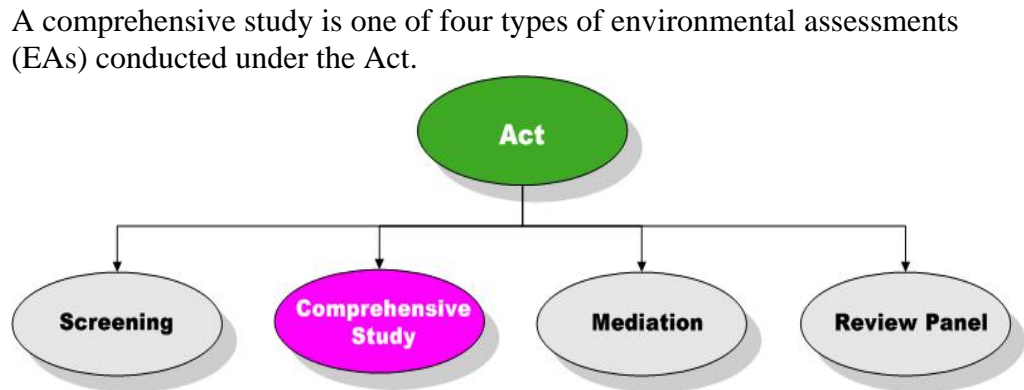 A comprehensive study is one of four types of environmental assessments
(EAs) conducted under the Act.
Act
Screening
Comprehensive
Study
Mediation
Review Panel